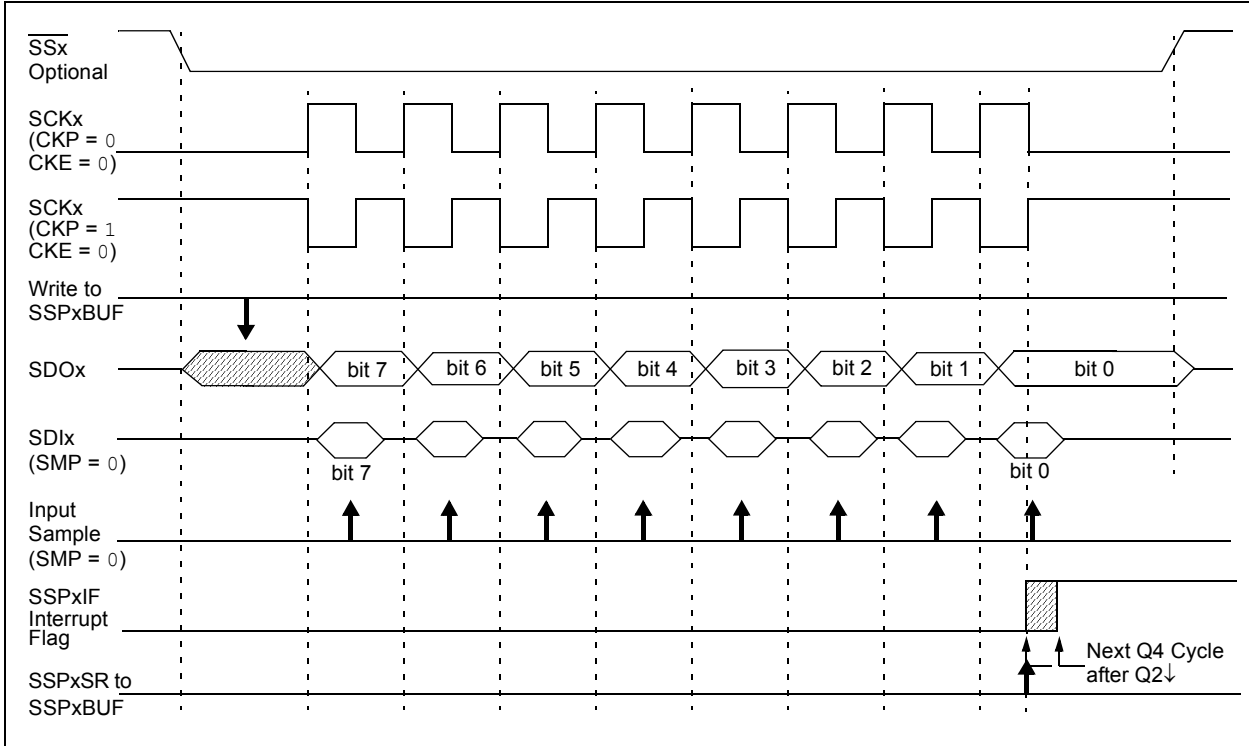 SSx
Optional
SCKx
(CKP = 0
CKE = 0)
SCKx
(CKP = 1
CKE = 0)
Write to
SSPxBUF
SDOx
bit 7 bit 6 bit 5 bit 4 bit 3 bit 2 bit 1 bit 0
SDIx
(SMP = 0)
bit 7 bit 0
Input
Sample
(SMP = 0)
SSPxIF
Interrupt
Flag
Next Q4 Cycle
after Q2↓
SSPxSR to
SSPxBUF